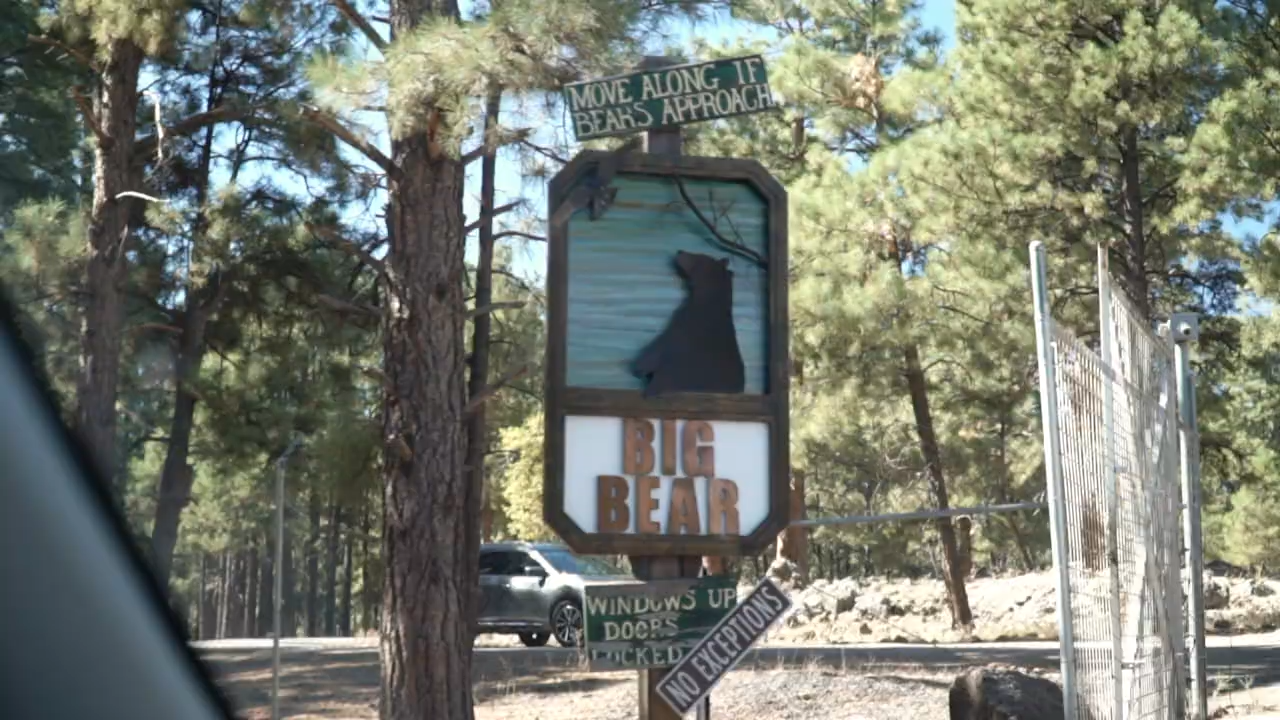 MOVE ALONG IF
BEARS APPROACH
BIG
BEAR
WINDOWS UP
DOORS
LOCKED
NO EXCEPTIONS